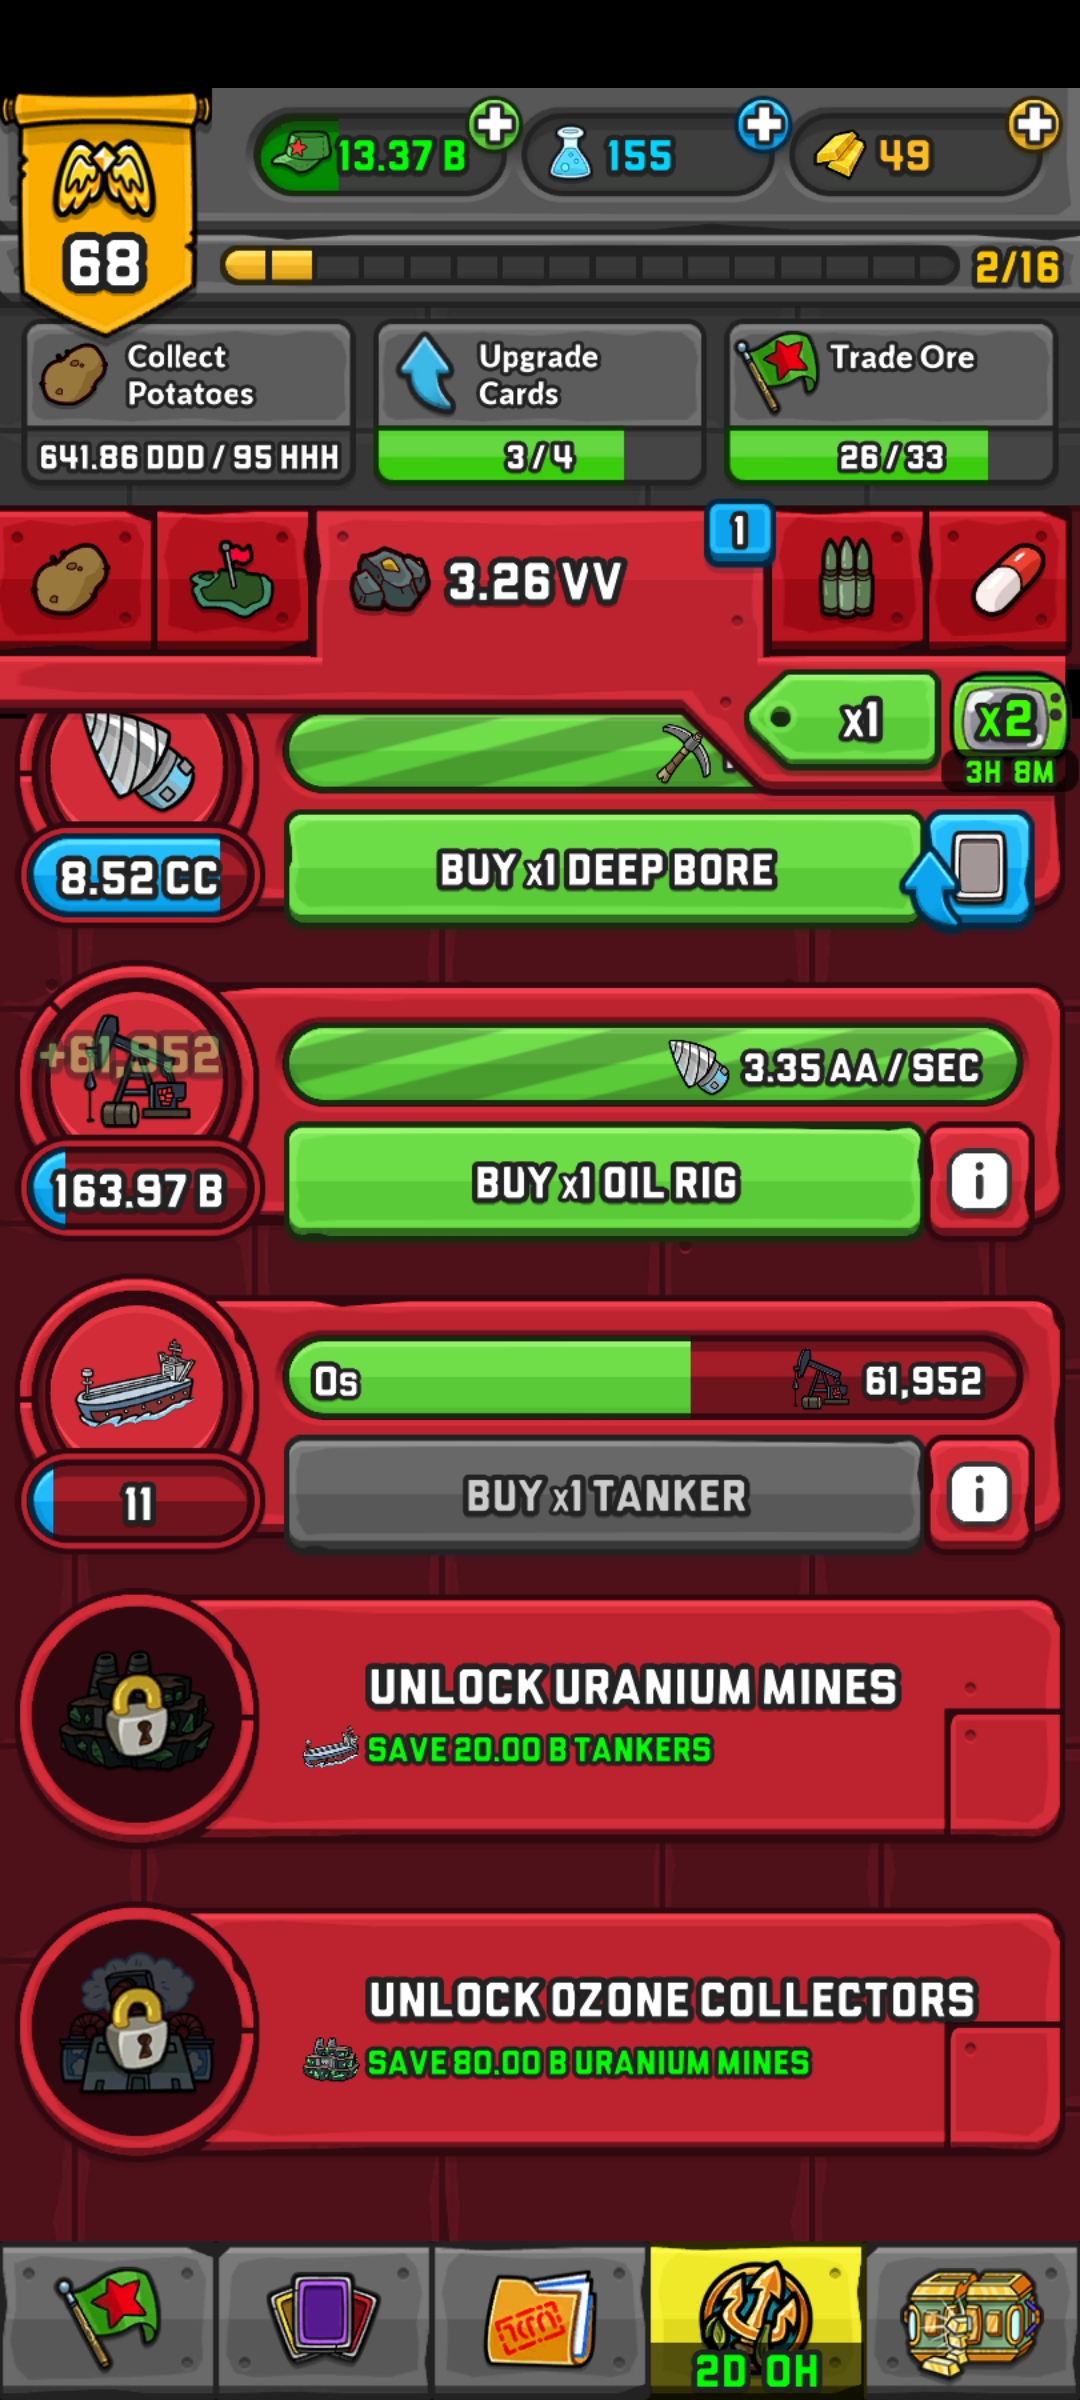 13.37 B
155
49
68
2/16
Collect
Potatoes
641.86 DDD / 95 HHH
Upgrade
Cards
3/4
Trade Ore
26/33
3.26 VV
1
x1
x2
3H 8M
8.52 CC
BUY x1 DEEP BORE
+61,952
3.35 AA / SEC
163.97 B
BUY x1 OIL RIG
i
0s
61,952
11
BUY x1 TANKER
i
UNLOCK URANIUM MINES
SAVE 20.00 B TANKERS
UNLOCK OZONE COLLECTORS
SAVE 80.00 B URANIUM MINES
2D 0H